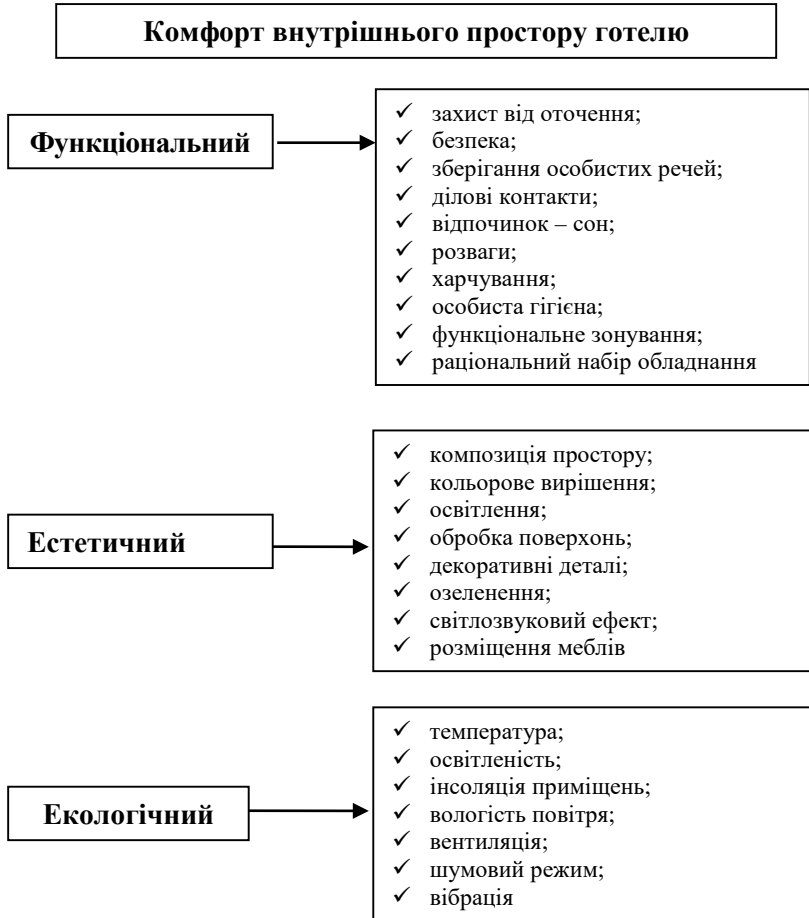 Комфорт внутрішнього простору готелю
Функціональний
✓ захист від оточення;
✓ безпека;
✓ зберігання особистих речей;
✓ ділові контакти;
✓ відпочинок – сон;
✓ розваги;
✓ харчування;
✓ особиста гігієна;
✓ функціональне зонування;
✓ раціональний набір обладнання
Естетичний
✓ композиція простору;
✓ кольорове вирішення;
✓ освітлення;
✓ обробка поверхонь;
✓ декоративні деталі;
✓ озеленення;
✓ світлозвуковий ефект;
✓ розміщення меблів
Екологічний
✓ температура;
✓ освітленість;
✓ інсоляція приміщень;
✓ вологість повітря;
✓ вентиляція;
✓ шумовий режим;
✓ вібрація